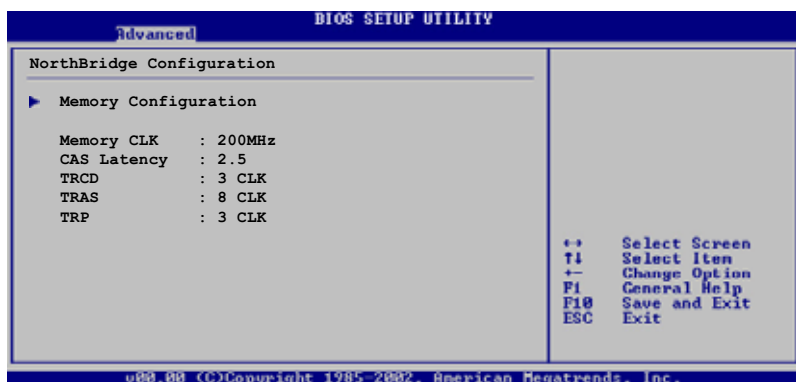 BIOS SETUP UTILITY
Advanced
NorthBridge Configuration
Memory Configuration
Memory CLK : 200MHz
CAS Latency : 2.5
TRCD : 3 CLK
TRAS : 8 CLK
TRP : 3 CLK
←→ Select Screen
↑↓ Select Item
+- Change Option
F1 General Help
F10 Save and Exit
ESC Exit
v00.00 (C)Copyright 1985-2002, American Megatrends, Inc.